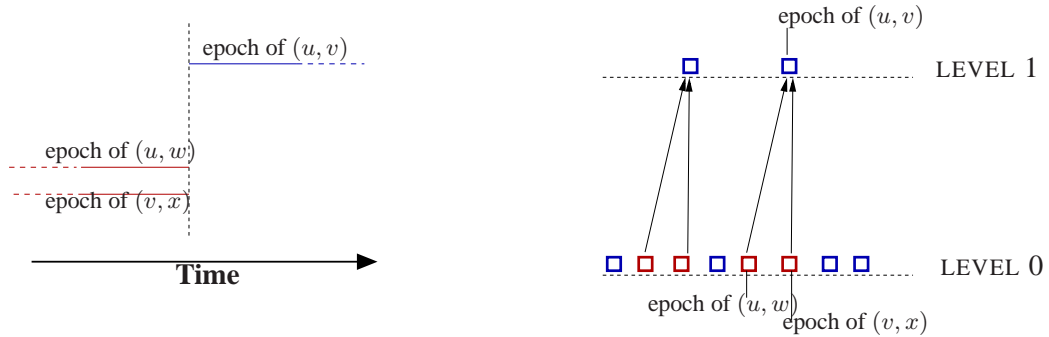 epoch of (u, v)
epoch of (u, w)
epoch of (v, x)
Time
epoch of (u, v)
LEVEL 1
LEVEL 0
epoch of (u, w)
epoch of (v, x)